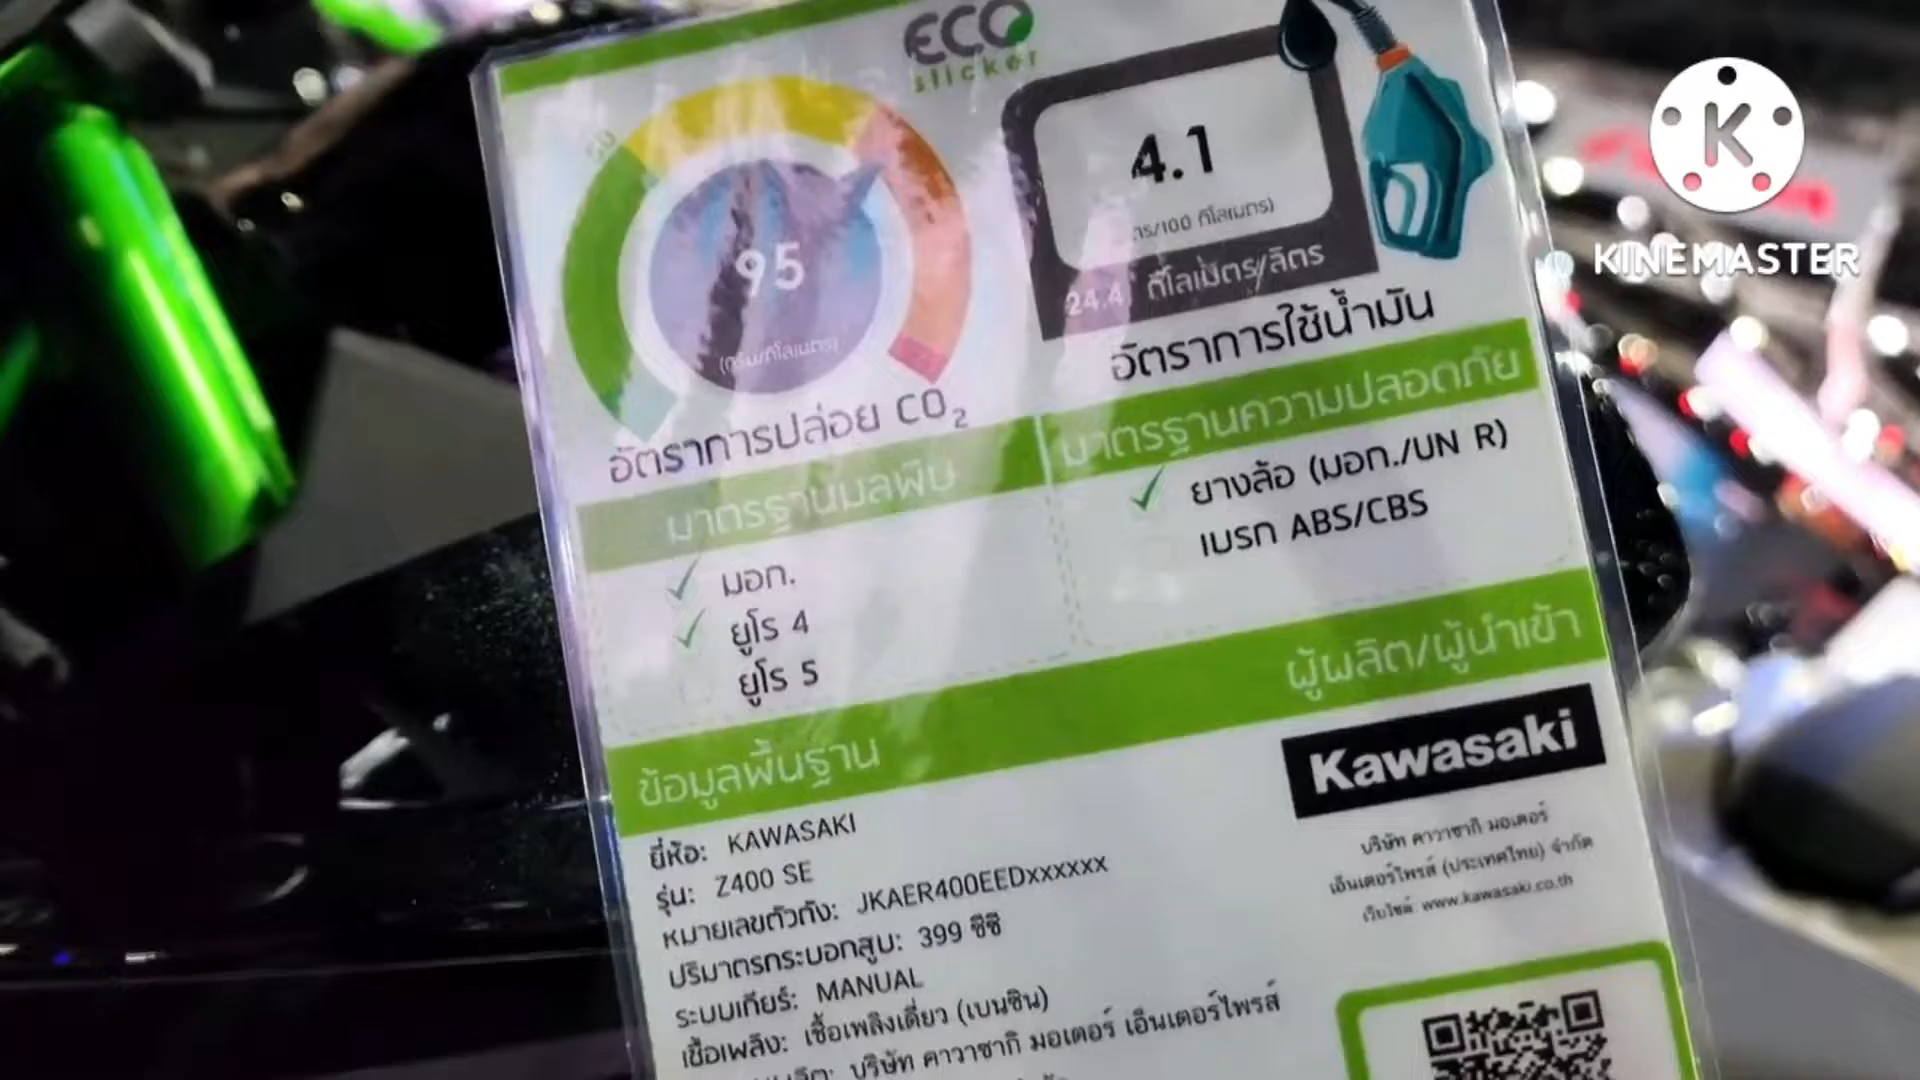 ECO
sticker
50
95
(กรัม/กิโลเมตร)
อัตราการปล่อย CO2
4.1
/100 กิโลเมตร)
24.4 กิโลเมตร/ลิตร
อัตราการใช้น้ำมัน
มาตรฐานมลพิษ
✓ มอก.
✓ ยูโร 4
ยูโร 5
มาตรฐานความปลอดภัย
✓ ยางล้อ (มอก./UN R)
เบรก ABS/CBS
ข้อมูลพื้นฐาน
ผู้ผลิต/ผู้นำเข้า
ยี่ห้อ: KAWASAKI
รุ่น: Z400 SE
หมายเลขตัวถัง: JKAER400EEDxxxxxx
ปริมาตรกระบอกสูบ: 399 ซีซี
ระบบเกียร์: MANUAL
เชื้อเพลิง: เชื้อเพลิงเดี่ยว (เบนซิน)
บริษัท คาวาซากิ มอเตอร์ เอ็นเตอร์ไพรส์
Kawasaki
บริษัท คาวาซากิ มอเตอร์
เอ็นเตอร์ไพรส์ (ประเทศไทย) จำกัด
เว็บไซต์: www.kawasaki.co.th
K
KINEMASTER